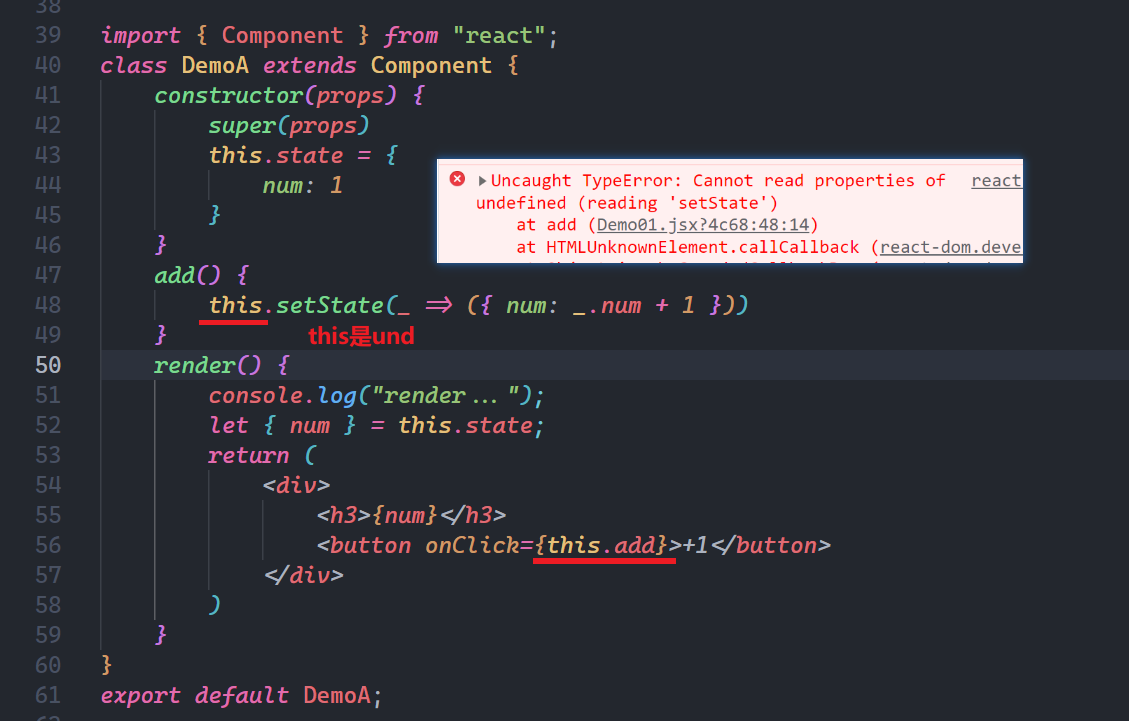 38
39 import { Component } from "react";
40 class DemoA extends Component {
41 constructor(props) {
42 super(props)
43 this.state = {
44 num: 1
45 }
46 }
47 add() {
48 this.setState(_ => ({ num: _.num + 1 }))
49 }
50 render() {
51 console.log("render...");
52 let { num } = this.state;
53 return (
54 <div>
55 <h3>{num}</h3>
56 <button onClick={this.add}>+1</button>
57 </div>
58 )
59 }
60 }
61 export default DemoA;
Uncaught TypeError: Cannot read properties of react
undefined (reading 'setState')
at add (Demo01.jsx?4c68:48:14)
at HTMLUnknownElement.callCallback (react-dom.deve
this是und